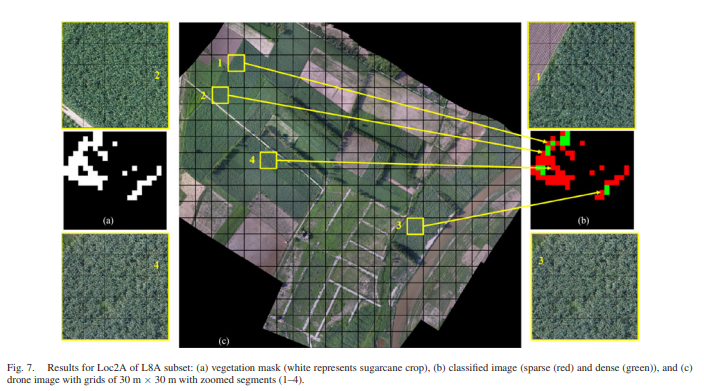 2
1
1
2
4
3
(a)
(b)
4
3
(c)
Fig. 7. Results for Loc2A of L8A subset: (a) vegetation mask (white represents sugarcane crop), (b) classified image (sparse (red) and dense (green)), and (c)
drone image with grids of 30 m × 30 m with zoomed segments (1–4).